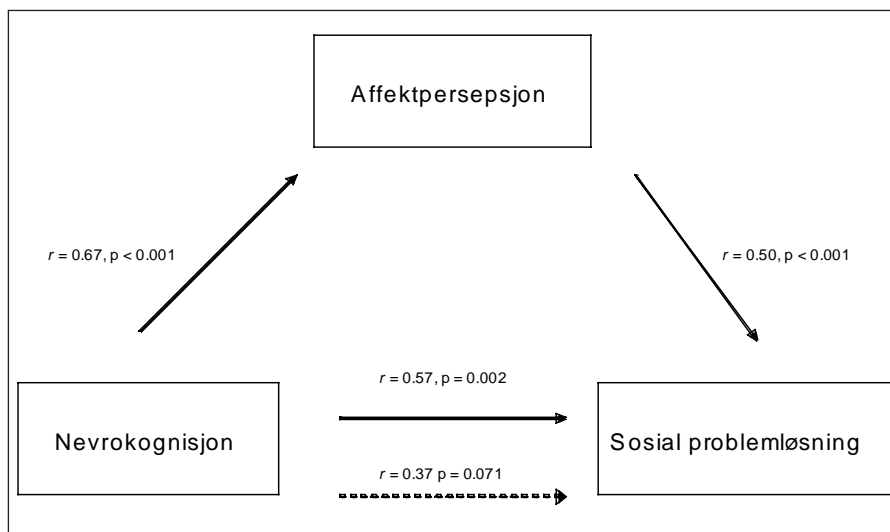 Affektpersepsjon
r = 0.67, p < 0.001
r = 0.50, p < 0.001
r = 0.57, p = 0.002
Nevrokognisjon
Sosial problemløsning
r = 0.37 p = 0.071